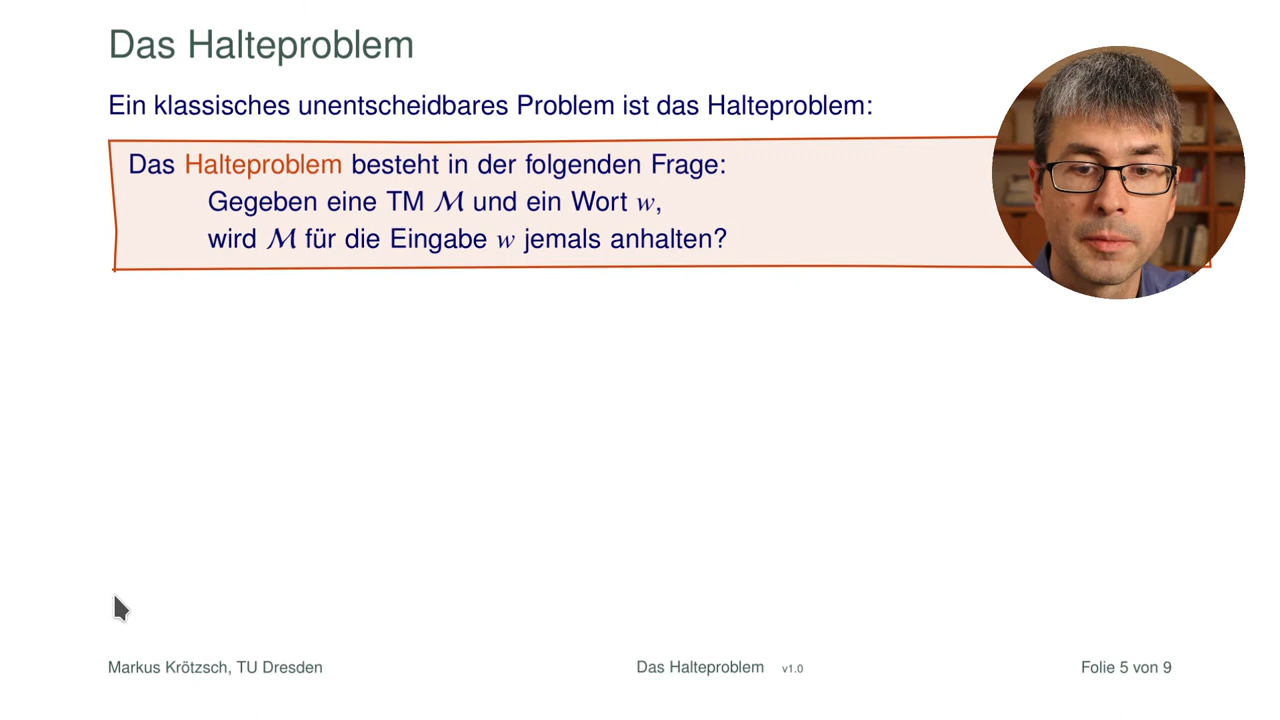 Das Halteproblem
Ein klassisches unentscheidbares Problem ist das Halteproblem:
Das Halteproblem besteht in der folgenden Frage:
Gegeben eine TM ℳ und ein Wort w,
wird ℳ für die Eingabe w jemals anhalten?
Markus Krötzsch, TU Dresden
Das Halteproblem v1.0
Folie 5 von 9